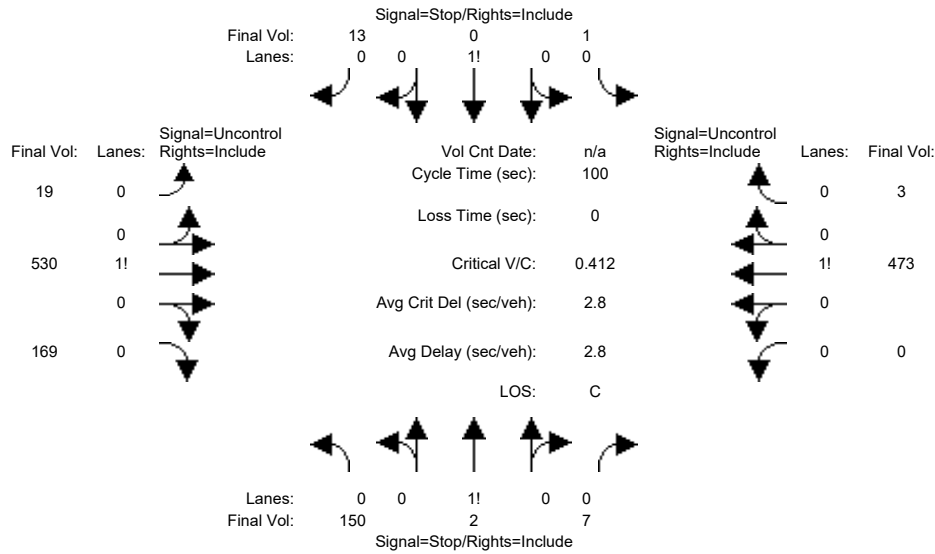 Signal=Stop/Rights=Include
Final Vol: 13 0 1
Lanes: 0 0 1! 0 0
Signal=Uncontrol Signal=Uncontrol
Final Vol: Lanes: Rights=Include Vol Cnt Date: n/a Rights=Include Lanes: Final Vol:
Cycle Time (sec): 100
19 0 0 3
Loss Time (sec): 0
0 0
530 1! Critical V/C: 0.412 1! 473
0 Avg Crit Del (sec/veh): 2.8 0
169 0 Avg Delay (sec/veh): 2.8 0 0
LOS: C
Lanes: 0 0 1! 0 0
Final Vol: 150 2 7
Signal=Stop/Rights=Include